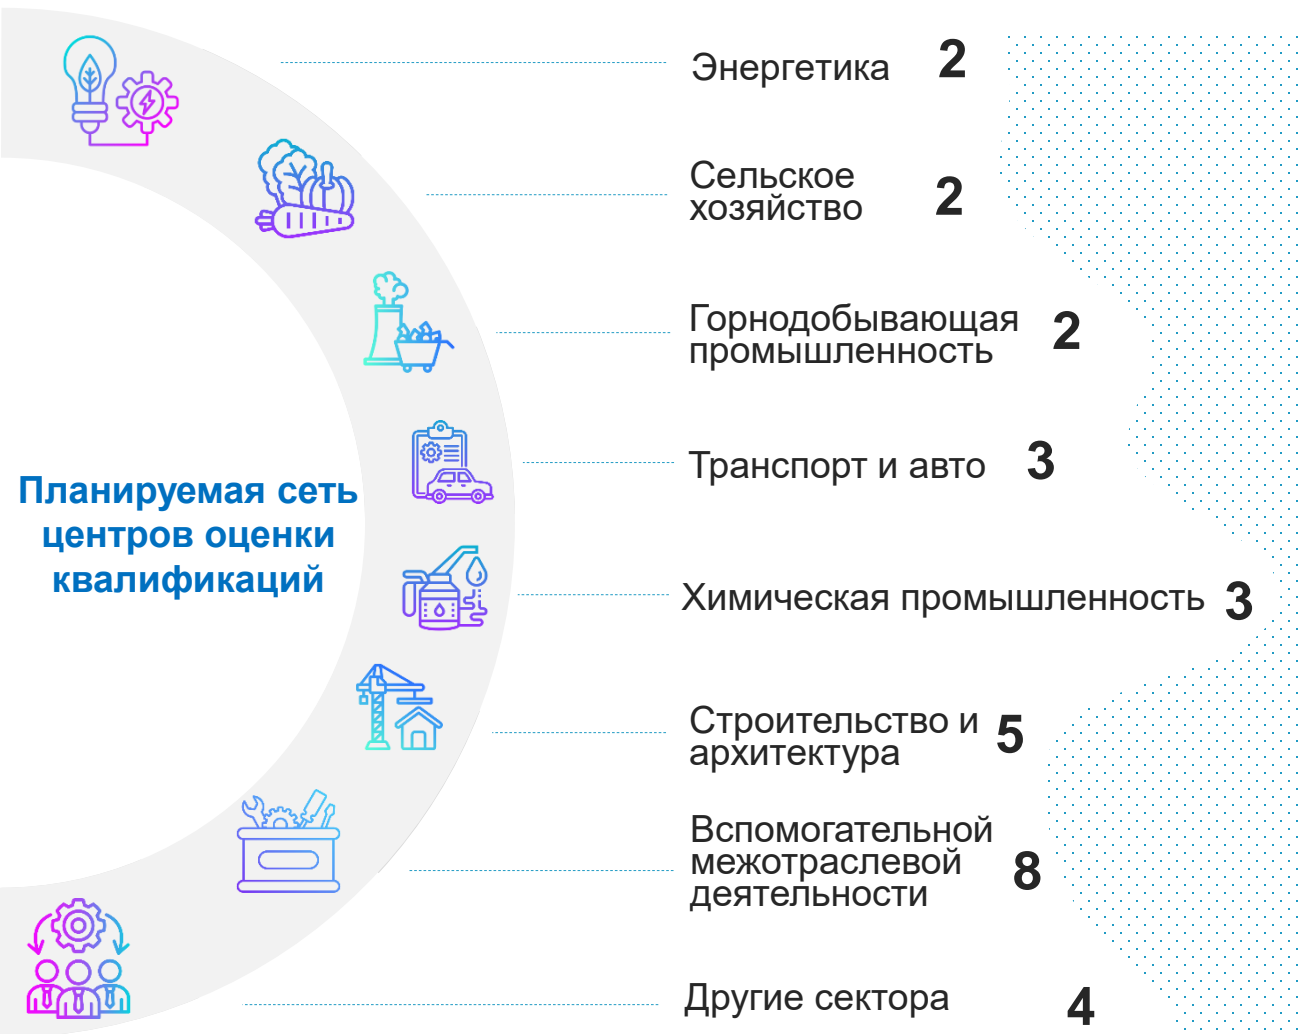 Планируемая сеть
центров оценки
квалификаций
Энергетика 2
Сельское
хозяйство 2
Горнодобывающая
промышленность 2
Транспорт и авто 3
Химическая промышленность 3
Строительство и
архитектура 5
Вспомогательной
межотраслевой
деятельности 8
Другие сектора 4